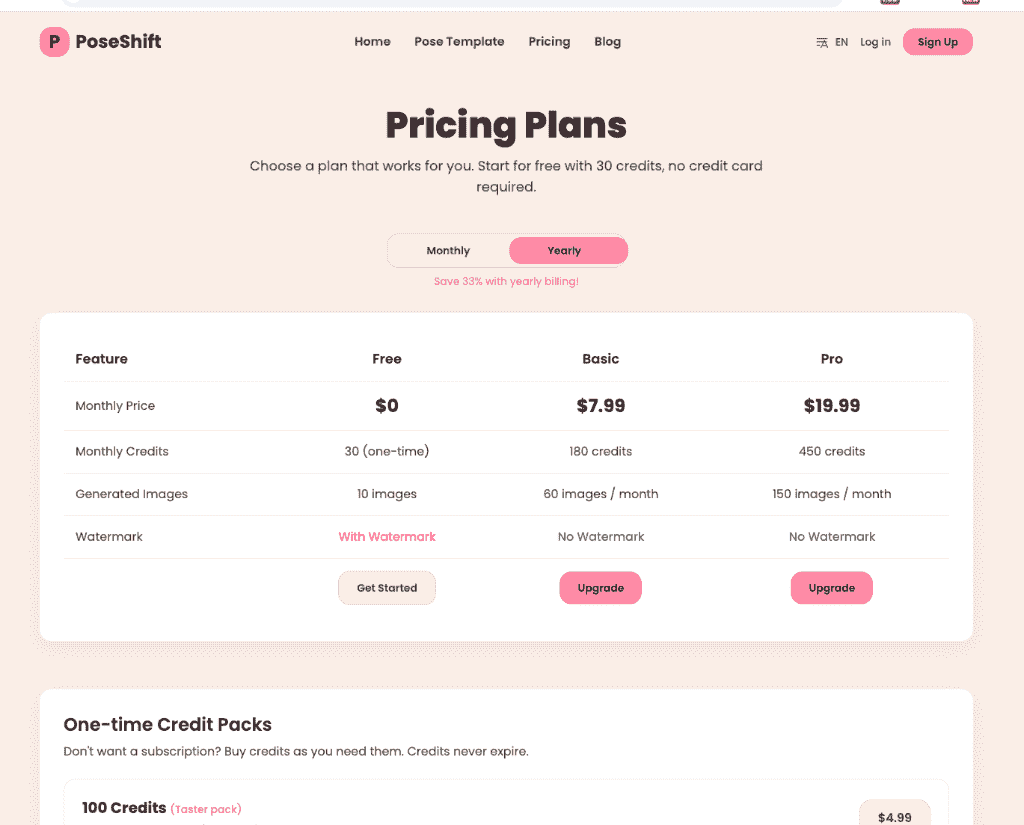 P PoseShift
Home Pose Template Pricing Blog
EN Log in Sign Up
Pricing Plans
Choose a plan that works for you. Start for free with 30 credits, no credit card
required.
Monthly Yearly
Save 33% with yearly billing!
Feature Free Basic Pro
Monthly Price $0 $7.99 $19.99
Monthly Credits 30 (one-time) 180 credits 450 credits
Generated Images 10 images 60 images / month 150 images / month
Watermark With Watermark No Watermark No Watermark
Get Started Upgrade Upgrade
One-time Credit Packs
Don't want a subscription? Buy credits as you need them. Credits never expire.
100 Credits (Taster pack)
$4.99